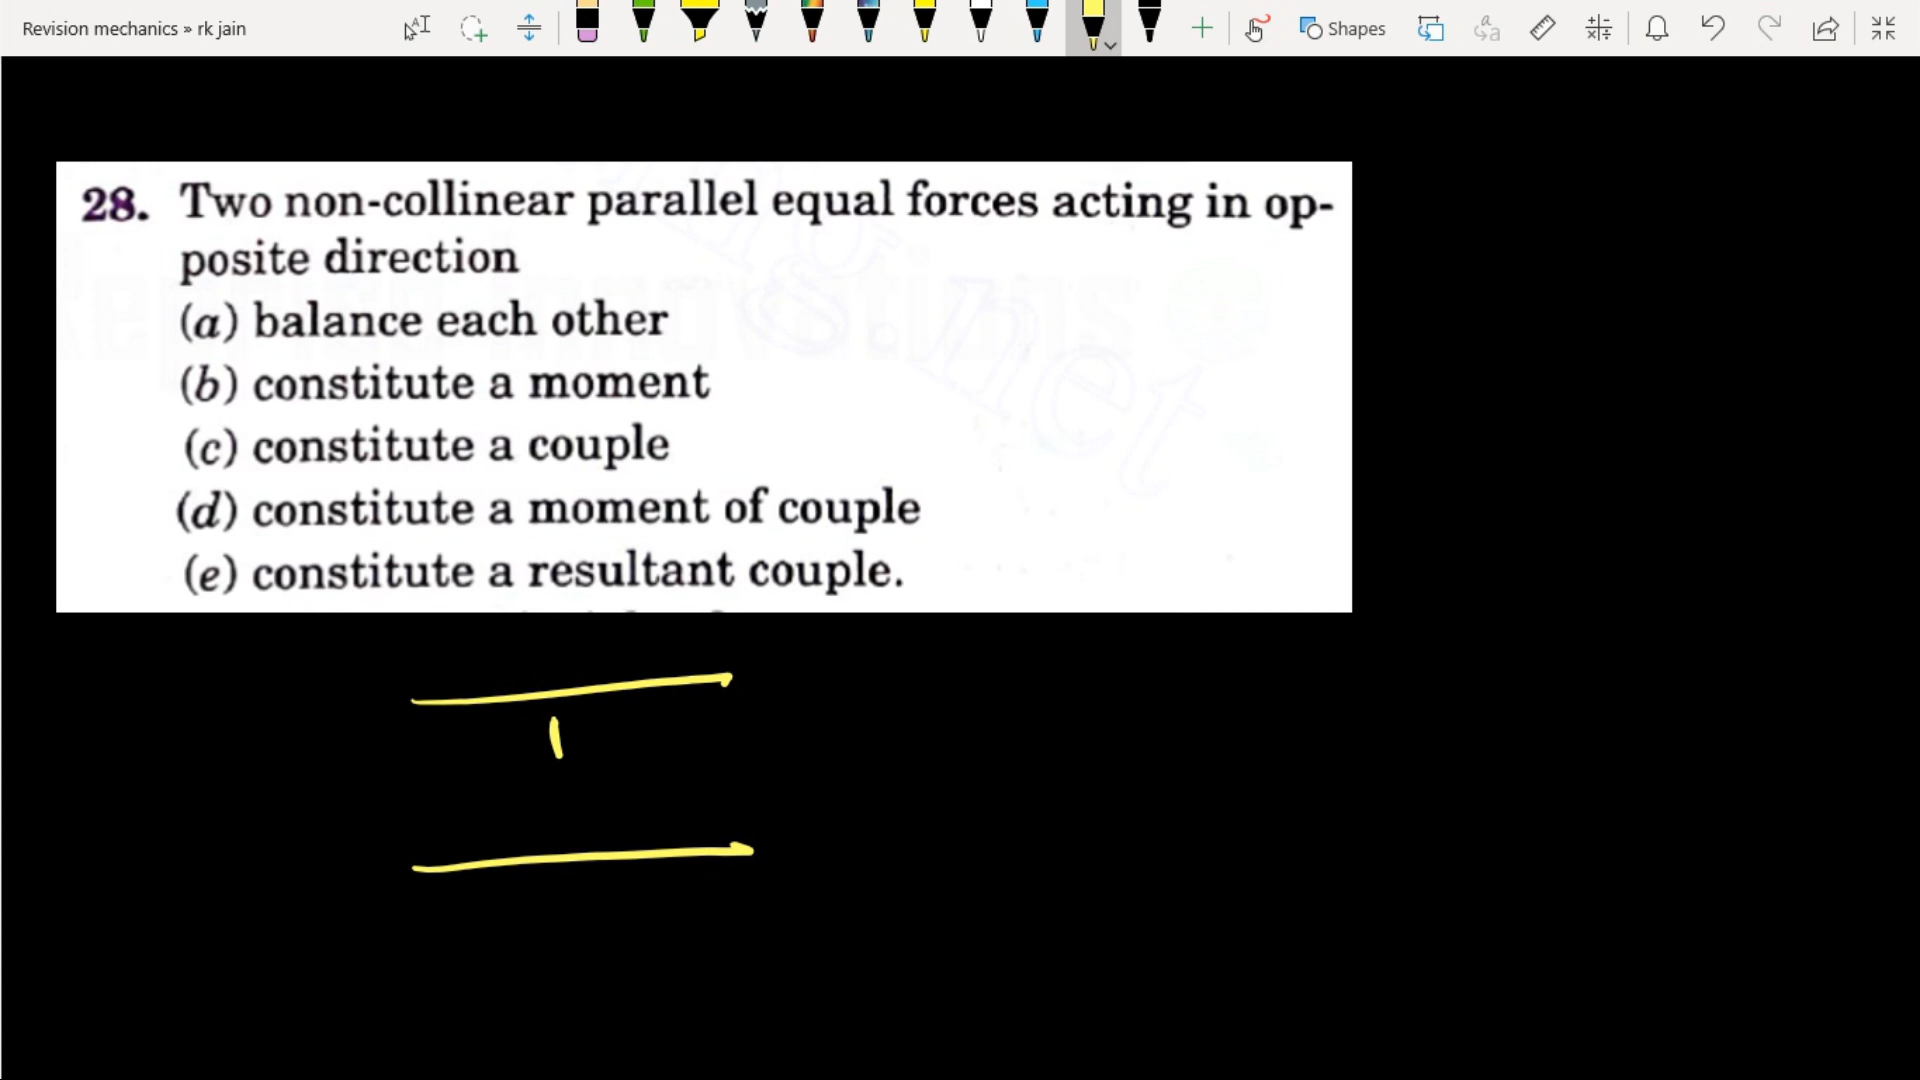 Revision mechanics » rk jain
Shapes
28. Two non-collinear parallel equal forces acting in op-
posite direction
(a) balance each other
(b) constitute a moment
(c) constitute a couple
(d) constitute a moment of couple
(e) constitute a resultant couple.